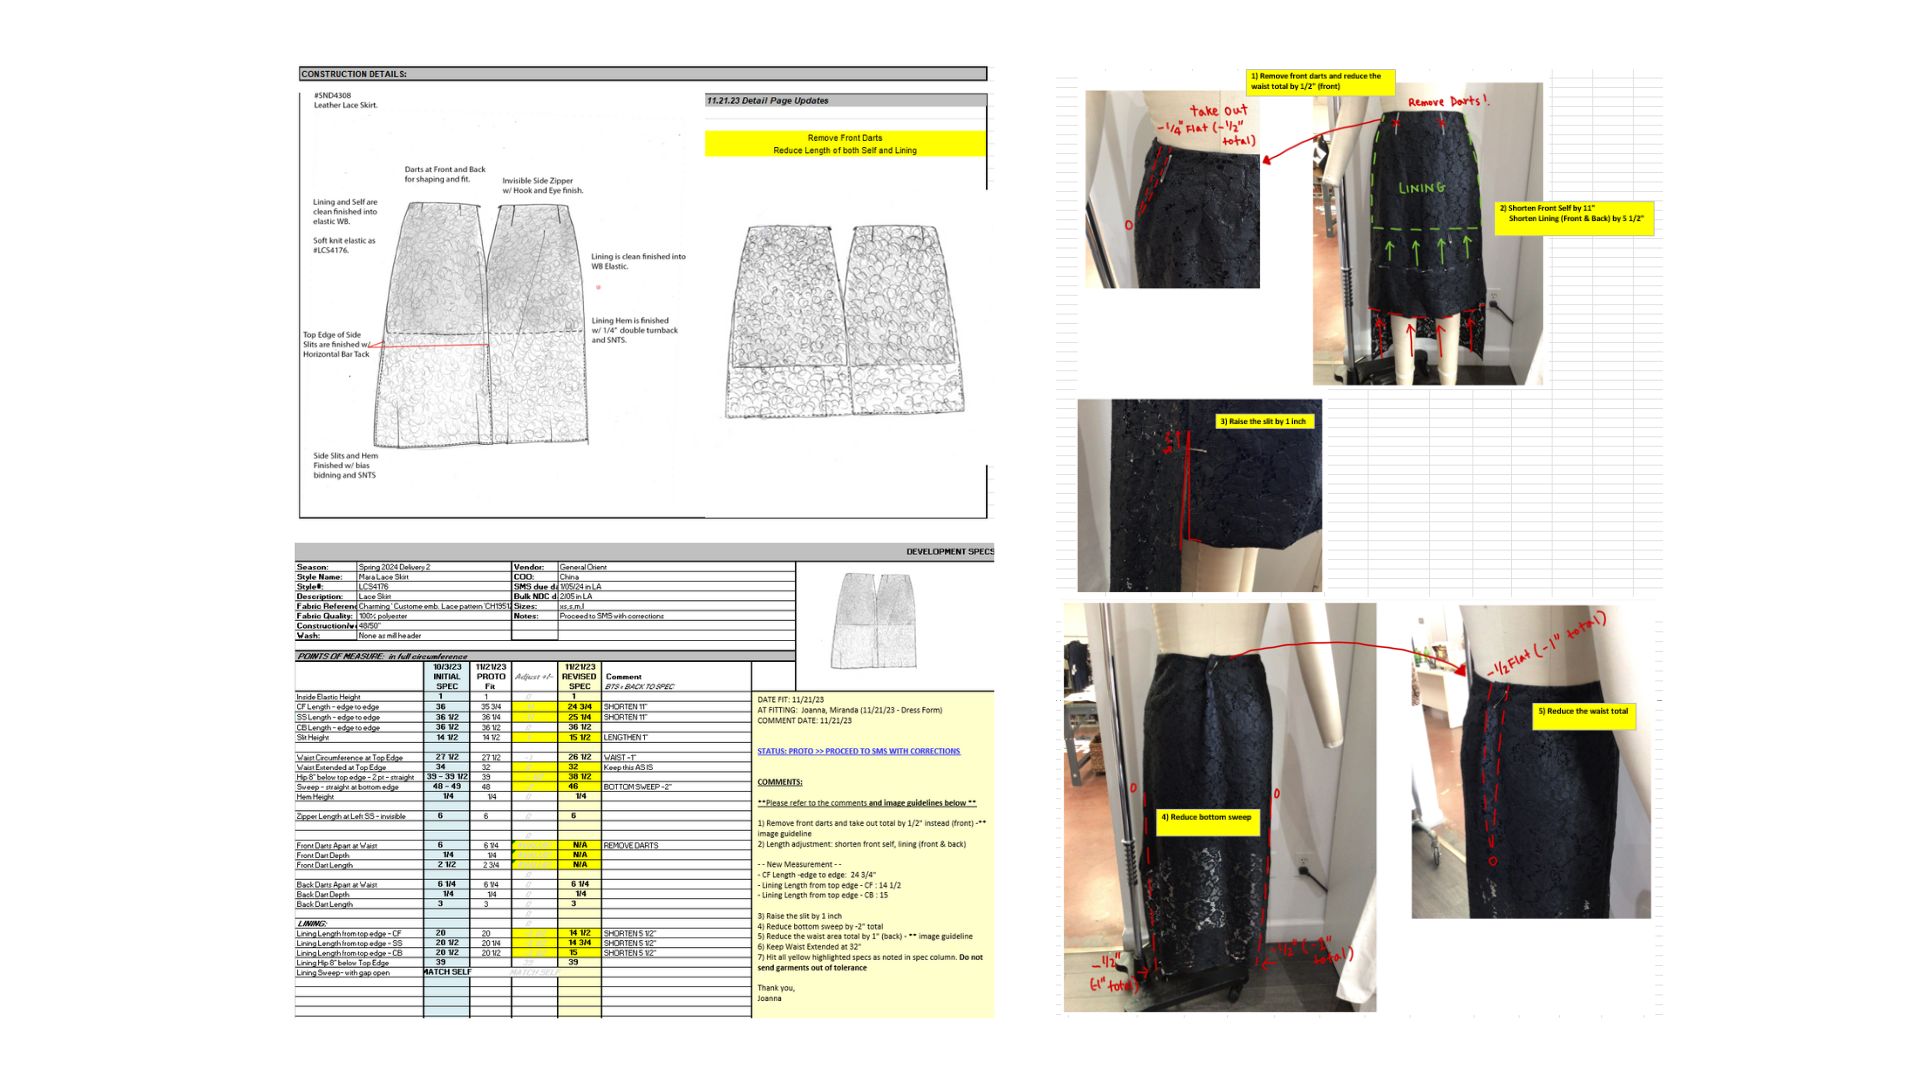 CONSTRUCTION DETAILS:
#SND4308
Leather Lace Skirt.
11.21.23 Detail Page Updates
Remove Front Darts
Reduce Length of both Self and Lining
Darts at Front and Back
for shaping and fit.
Invisible Side Zipper
w/ Hook and Eye finish.
Lining and Self are
clean finished into
elastic WB.
Soft knit elastic as
#LCS4176.
Lining is clean finished into
WB Elastic.
Lining Hem is finished
w/ 1/4" double turnback
and SNTS.
Top Edge of Side
Slits are finished w/
Horizontal Bar Tack
Side Slits and Hem
Finished w/ bias
bidning and SNTS
DEVELOPMENT SPECS
Season: Spring 2024 Delivery 2 Vendor: General Orient
Style Name: Mara Lace Skirt COO: China
Style#: LCS4176 SMS due da 1/05/24 in LA
Description: Lace Skirt Bulk NDC d 2/05 in LA
Fabric Referenc Charming ' Custome emb. Lace pattern 'CH1951 Sizes: xs,s,m,l
Fabric Quality: 100% polyester Notes: Proceed to SMS with corrections
Construction/w 48/50"
Wash: None as mill header
POINTS OF MEASURE: in full circumference
10/3/23 INITIAL SPEC 11/21/23 PROTO Fit Adjust +/- 11/21/23 REVISED SPEC Comment BTS = BACK TO SPEC
Inside Elastic Height 1 1 0 1
CF Length - edge to edge 36 35 3/4 24 3/4 SHORTEN 11"
SS Length - edge to edge 36 1/2 36 1/4 25 1/4 SHORTEN 11"
CB Length - edge to edge 36 1/2 36 1/2 0 36 1/2
Slit Height 14 1/2 14 1/2 15 1/2 LENGTHEN 1"
Waist Circumference at Top Edge 27 1/2 27 1/2 -1 26 1/2 WAIST -1"
Waist Extended at Top Edge 34 32 32 Keep this AS IS
Hip 8" below top edge - 2 pt - straight 39 - 39 1/2 39 38 1/2
Sweep - straight at bottom edge 48 - 49 48 46 BOTTOM SWEEP -2"
Hem Height 1/4 1/4 0 1/4
Zipper Length at Left SS - invisible 6 6 0 6
Front Darts Apart at Waist 6 6 1/4 N/A REMOVE DARTS
Front Dart Depth 1/4 1/4 N/A
Front Dart Length 2 1/2 2 3/4 N/A
Back Darts Apart at Waist 6 1/4 6 1/4 0 6 1/4
Back Dart Depth 1/4 1/4 0 1/4
Back Dart Length 3 3 0 3
LINING:
Lining Length from top edge - CF 20 20 14 1/2 SHORTEN 5 1/2"
Lining Length from top edge - SS 20 1/2 20 1/4 14 3/4 SHORTEN 5 1/2"
Lining Length from top edge - CB 20 1/2 20 1/2 15 SHORTEN 5 1/2"
Lining Hip 8" below Top Edge 39 39 39
Lining Sweep- with gap open MATCH SELF MATCH SELF
DATE FIT: 11/21/23
AT FITTING: Joanna, Miranda (11/21/23 - Dress Form)
COMMENT DATE: 11/21/23
STATUS: PROTO >> PROCEED TO SMS WITH CORRECTIONS
COMMENTS:
**Please refer to the comments and image guidelines below **
1) Remove front darts and take out total by 1/2" instead (front) -**
image guideline
2) Length adjustment: shorten front self, lining (front & back)
- - New Measurement - -
- CF Length -edge to edge: 24 3/4"
- Lining Length from top edge - CF : 14 1/2
- Lining Length from top edge - CB : 15
3) Raise the slit by 1 inch
4) Reduce bottom sweep by -2" total
5) Reduce the waist area total by 1" (back) - ** image guideline
6) Keep Waist Extended at 32"
7) Hit all yellow highlighted specs as noted in spec column. Do not
send garments out of tolerance
Thank you,
Joanna
1) Remove front darts and reduce the
waist total by 1/2" (front)
take out
-1/4" Flat (-1/2"
total)
0
Remove Darts!
LINING
2) Shorten Front Self by 11"
Shorten Lining (Front & Back) by 5 1/2"
3) Raise the slit by 1 inch
-1/2 Flat (-1" total)
5) Reduce the waist total
0
0
0
4) Reduce bottom sweep
-1/2"
(-1" total)
-1/2" (-1"
total)